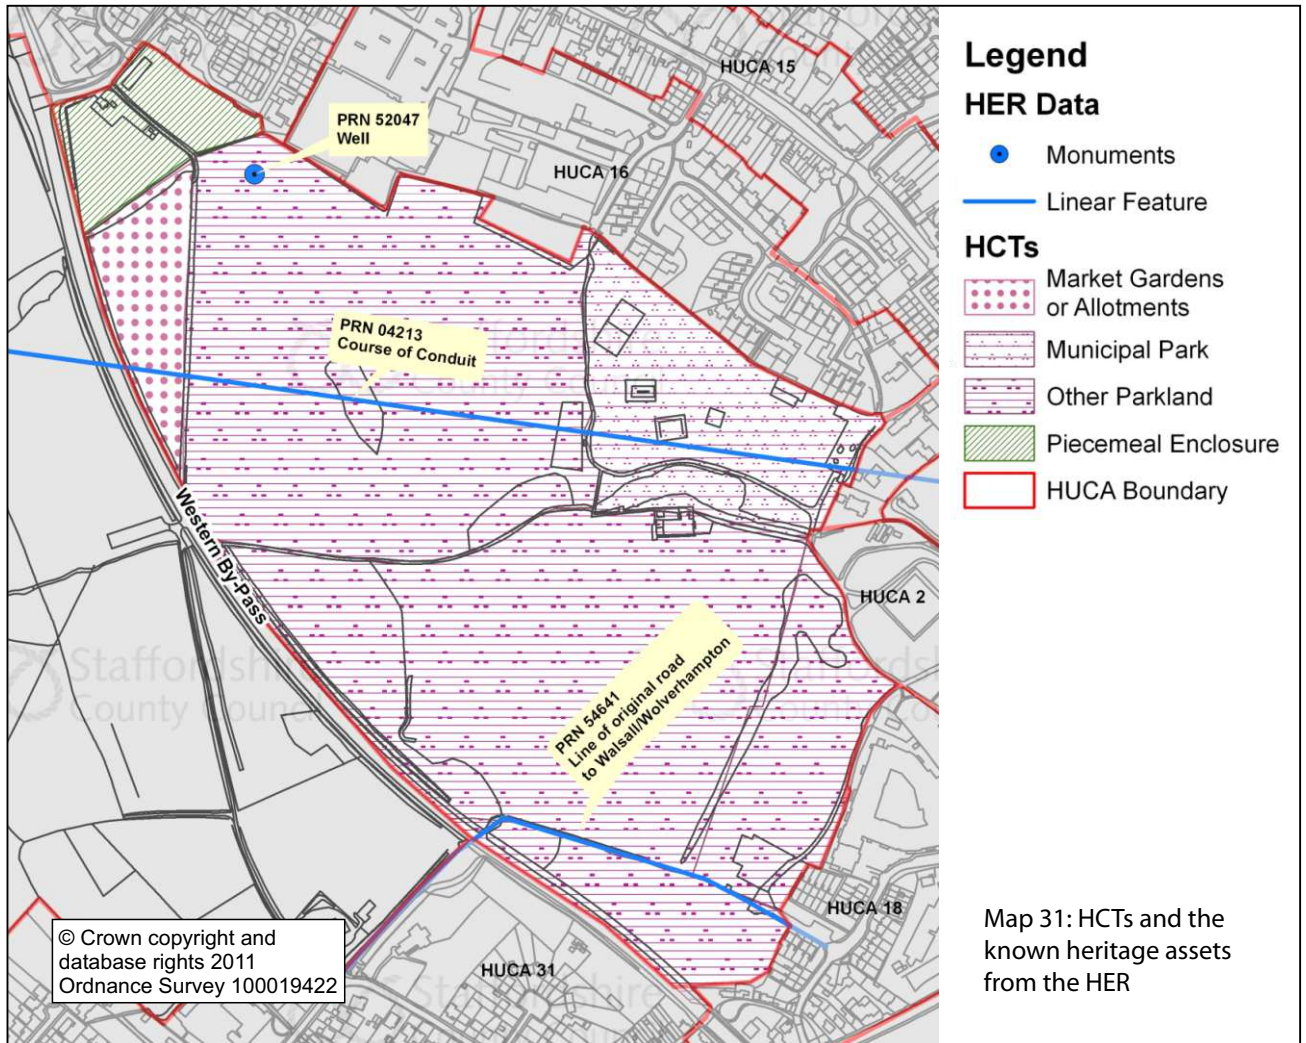 HUCA 15
PRN 52047
Well
HUCA 16
PRN 04213
Course of Conduit
Western By-Pass
HUCA 2
PRN 54641
Line of original road
to Walsall/Wolverhampton
HUCA 18
HUCA 31
Staffordshire
County Council
© Crown copyright and
database rights 2011
Ordnance Survey 100019422
Legend
HER Data
Monuments
Linear Feature
HCTs
Market Gardens
or Allotments
Municipal Park
Other Parkland
Piecemeal Enclosure
HUCA Boundary
Map 31: HCTs and the
known heritage assets
from the HER